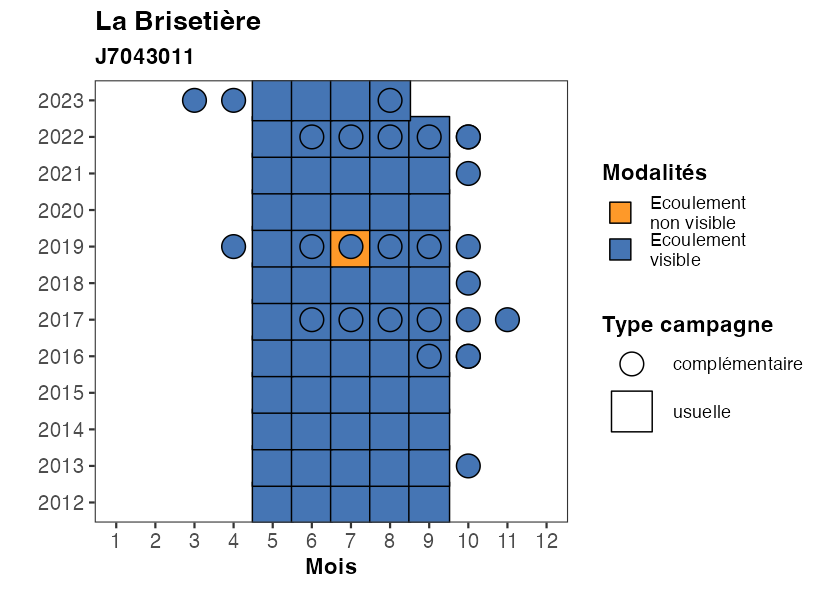 La Brisetière
J7043011
2023
2022
2021
2020
2019
2018
2017
2016
2015
2014
2013
2012
1 2 3 4 5 6 7 8 9 10 11 12
Mois
Modalités
Ecoulement
non visible
Ecoulement
visible
Type campagne
complémentaire
usuelle